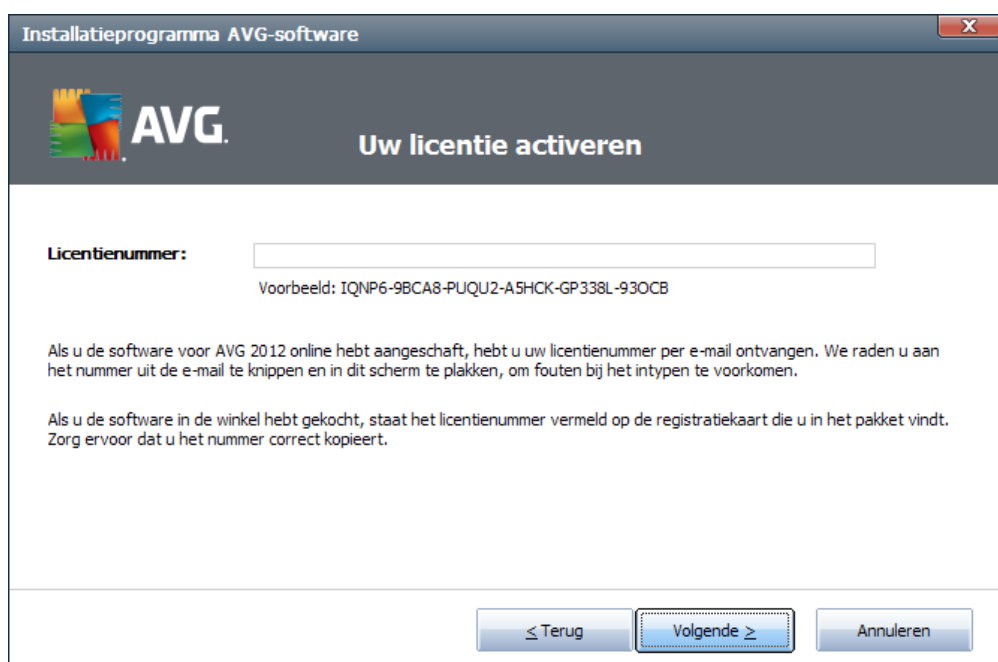 Installatieprogramma AVG-software
X
AVG.
Uw licentie activeren
Licentienummer:
Voorbeeld: IQNP6-9BCA8-PUQU2-A5HCK-GP338L-93OCB
Als u de software voor AVG 2012 online hebt aangeschaft, hebt u uw licentienummer per e-mail ontvangen. We raden u aan
het nummer uit de e-mail te knippen en in dit scherm te plakken, om fouten bij het intypen te voorkomen.
Als u de software in de winkel hebt gekocht, staat het licentienummer vermeld op de registratiekaart die u in het pakket vindt.
Zorg ervoor dat u het nummer correct kopieert.
< Terug
Volgende >
Annuleren